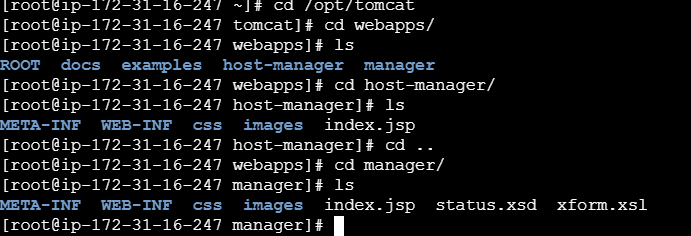 [root@ip-172-31-16-247 ~]# cd /opt/tomcat
[root@ip-172-31-16-247 tomcat]# cd webapps/
[root@ip-172-31-16-247 webapps]# ls
ROOT  docs  examples  host-manager  manager
[root@ip-172-31-16-247 webapps]# cd host-manager/
[root@ip-172-31-16-247 host-manager]# ls
META-INF  WEB-INF  css  images  index.jsp
[root@ip-172-31-16-247 host-manager]# cd ..
[root@ip-172-31-16-247 webapps]# cd manager/
[root@ip-172-31-16-247 manager]# ls
META-INF  WEB-INF  css  images  index.jsp  status.xsd  xform.xsl
[root@ip-172-31-16-247 manager]#